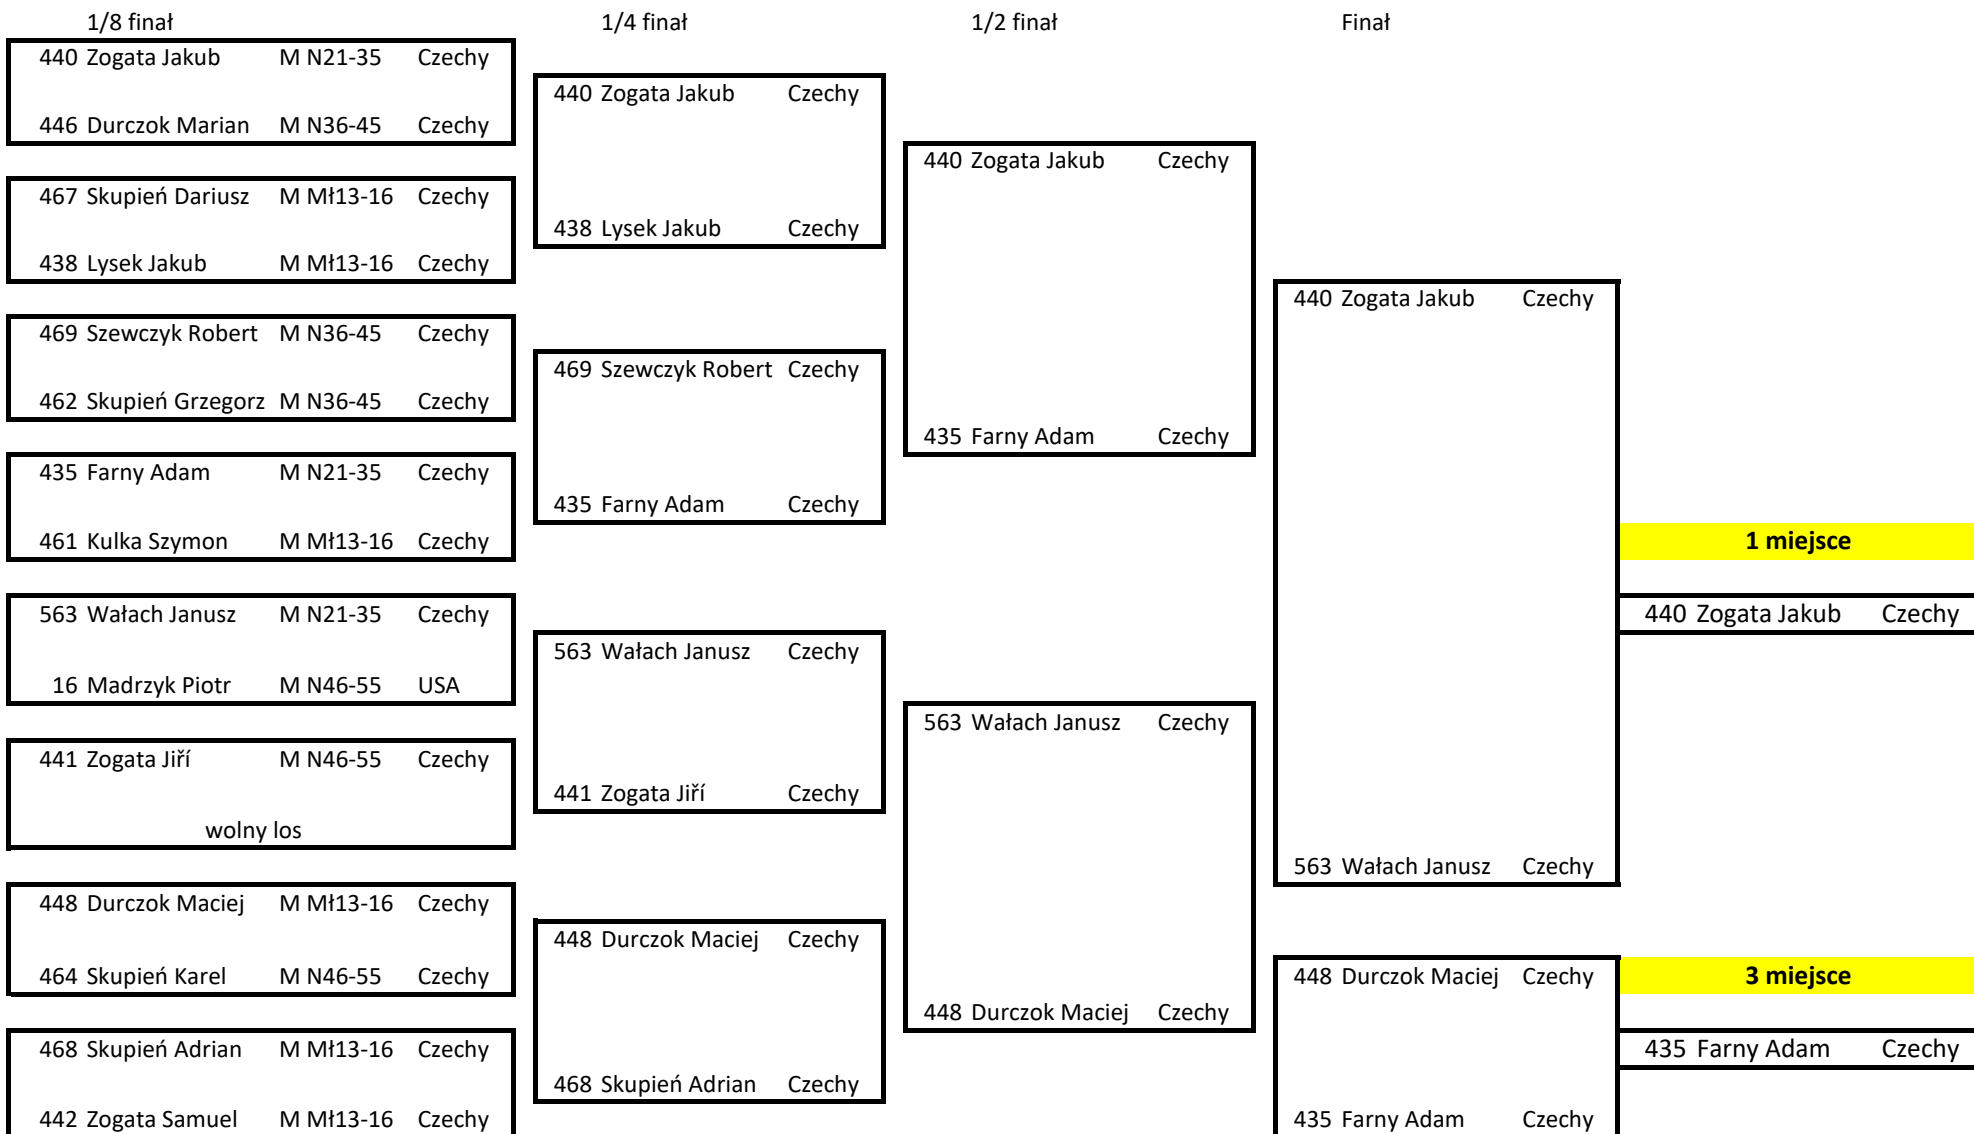 1/8 finał 1/4 finał 1/2 finał Finał
440 Zogata Jakub M N21-35 Czechy
440 Zogata Jakub Czechy
446 Durczok Marian M N36-45 Czechy
440 Zogata Jakub Czechy
467 Skupień Dariusz M Mł13-16 Czechy
438 Lysek Jakub Czechy
438 Lysek Jakub M Mł13-16 Czechy
440 Zogata Jakub Czechy
469 Szewczyk Robert M N36-45 Czechy
469 Szewczyk Robert Czechy
462 Skupień Grzegorz M N36-45 Czechy
435 Farny Adam Czechy
435 Farny Adam M N21-35 Czechy
435 Farny Adam Czechy
461 Kulka Szymon M Mł13-16 Czechy 1 miejsce
563 Wałach Janusz M N21-35 Czechy 440 Zogata Jakub Czechy
563 Wałach Janusz Czechy
16 Madrzyk Piotr M N46-55 USA
563 Wałach Janusz Czechy
441 Zogata Jiří M N46-55 Czechy
441 Zogata Jiří Czechy
wolny los
563 Wałach Janusz Czechy
448 Durczok Maciej M Mł13-16 Czechy
448 Durczok Maciej Czechy
464 Skupień Karel M N46-55 Czechy 448 Durczok Maciej Czechy 3 miejsce
448 Durczok Maciej Czechy
468 Skupień Adrian M Mł13-16 Czechy 435 Farny Adam Czechy
468 Skupień Adrian Czechy
442 Zogata Samuel M Mł13-16 Czechy 435 Farny Adam Czechy